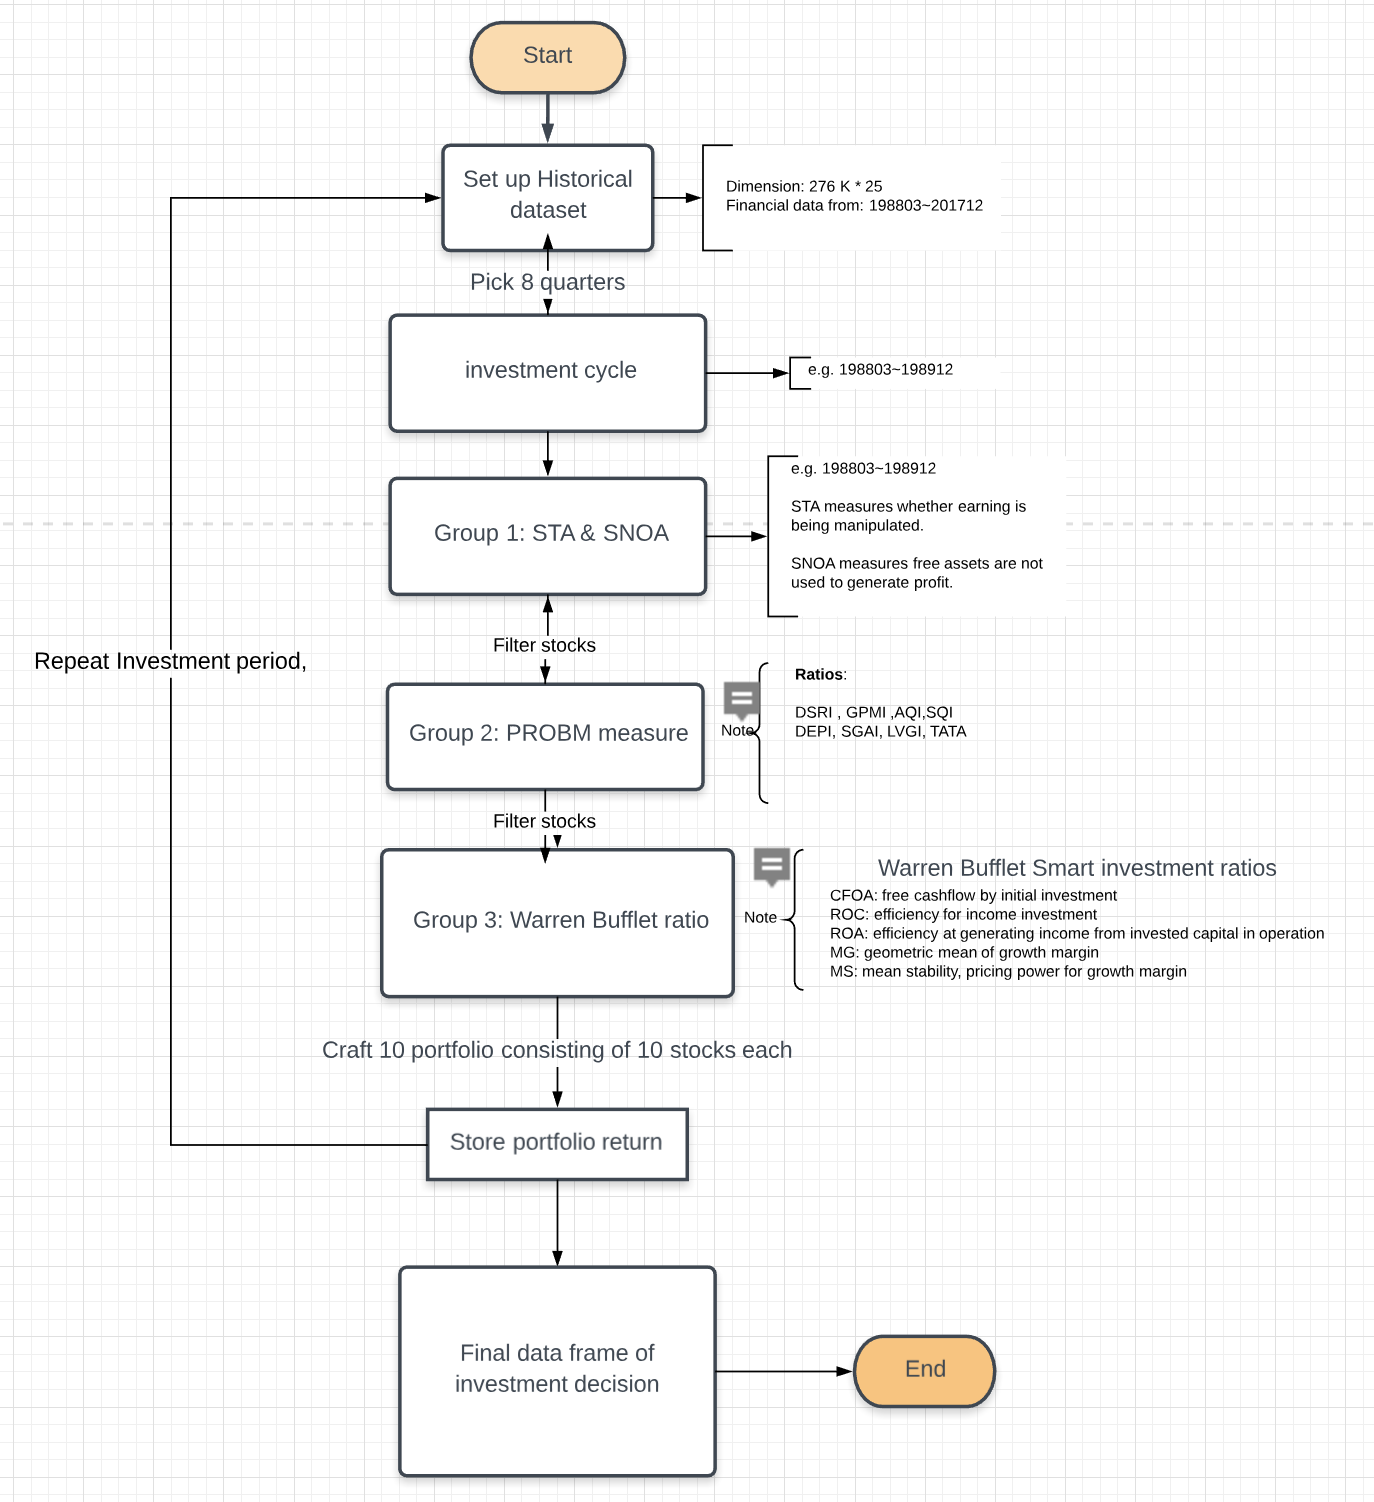 Start
Set up Historical
dataset
Dimension: 276 K * 25
Financial data from: 198803~201712
Pick 8 quarters
investment cycle
e.g. 198803~198912
Group 1: STA & SNOA
e.g. 198803~198912
STA measures whether earning is
being manipulated.
SNOA measures free assets are not
used to generate profit.
Filter stocks
Repeat Investment period,
Group 2: PROBM measure
Note
Ratios:
DSRI , GPMI ,AQI,SQI
DEPI, SGAI, LVGI, TATA
Filter stocks
Group 3: Warren Bufflet ratio
Note
Warren Bufflet Smart investment ratios
CFOA: free cashflow by initial investment
ROC: efficiency for income investment
ROA: efficiency at generating income from invested capital in operation
MG: geometric mean of growth margin
MS: mean stability, pricing power for growth margin
Craft 10 portfolio consisting of 10 stocks each
Store portfolio return
Final data frame of
investment decision
End